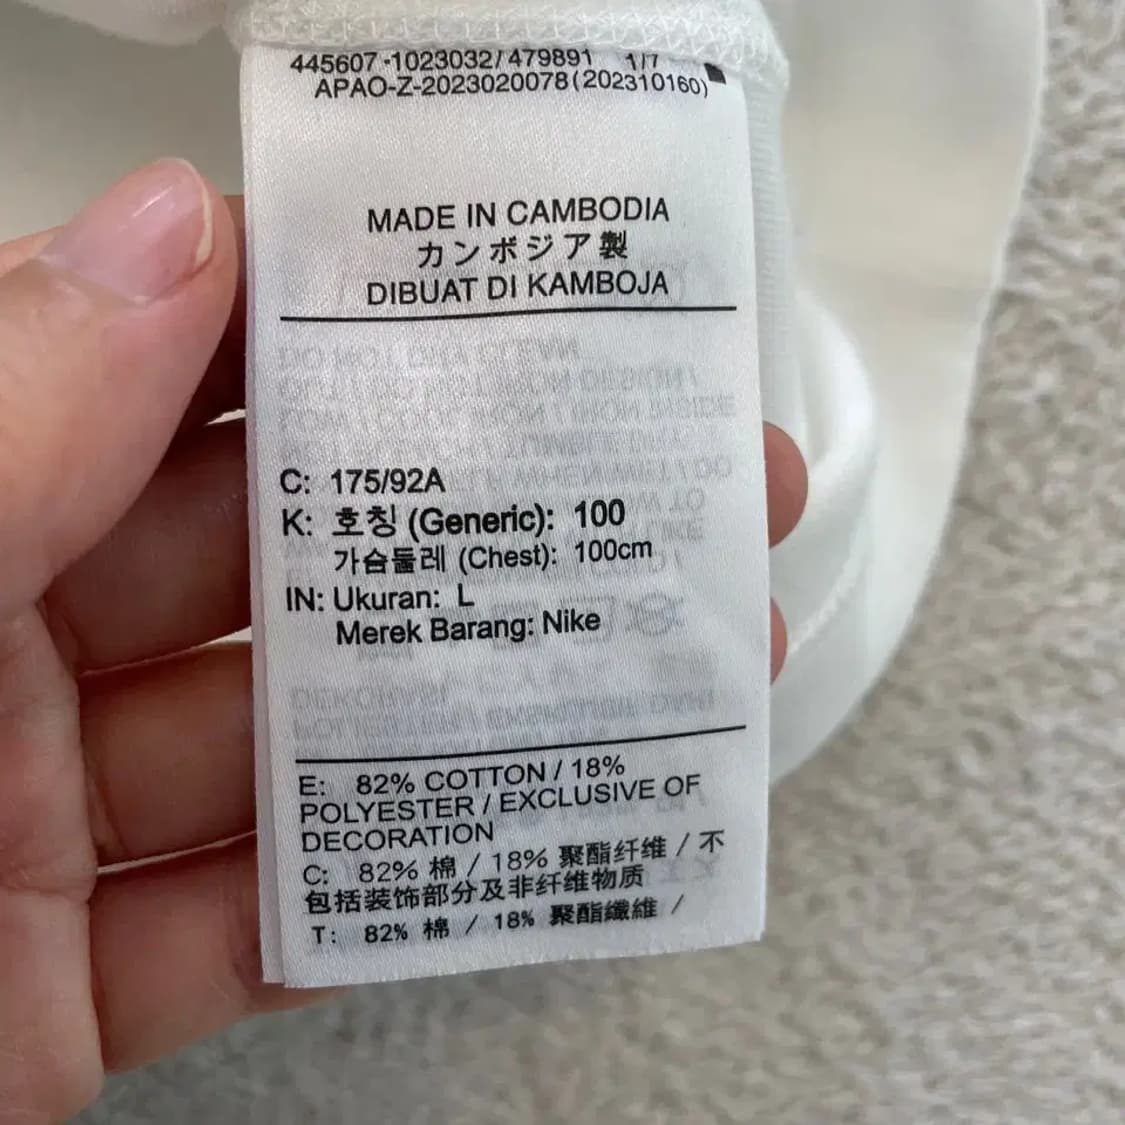 445607-1023032/479891 1/7
APAO-Z-2023020078(202310160)
MADE IN CAMBODIA
カンボジア製
DIBUAT DI KAMBOJA
C: 175/92A
K: 호칭 (Generic): 100
가슴둘레 (Chest): 100cm
IN: Ukuran: L
Merek Barang: Nike
E: 82% COTTON / 18%
POLYESTER / EXCLUSIVE OF
DECORATION
C: 82% 棉 / 18% 聚酯纤维 / 不
包括装饰部分及非纤维物质
T: 82% 棉 / 18% 聚酯纖維 /